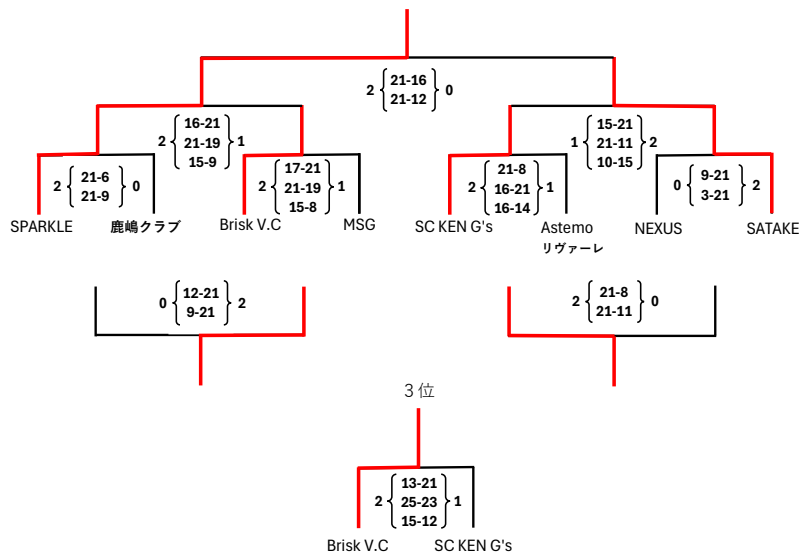 2 21-16 0
21-12
2 16-21 1
21-19
15-9
1 15-21 2
21-11
10-15
2 21-6 0
21-9
2 17-21 1
21-19
15-8
2 21-8 1
16-21
16-14
0 9-21 2
3-21
SPARKLE 鹿嶋クラブ Brisk V.C MSG SC KEN G's Astemo NEXUS SATAKE
リヴァーレ
0 12-21 2
9-21
2 21-8 0
21-11
3位
2 13-21 1
25-23
15-12
Brisk V.C SC KEN G's